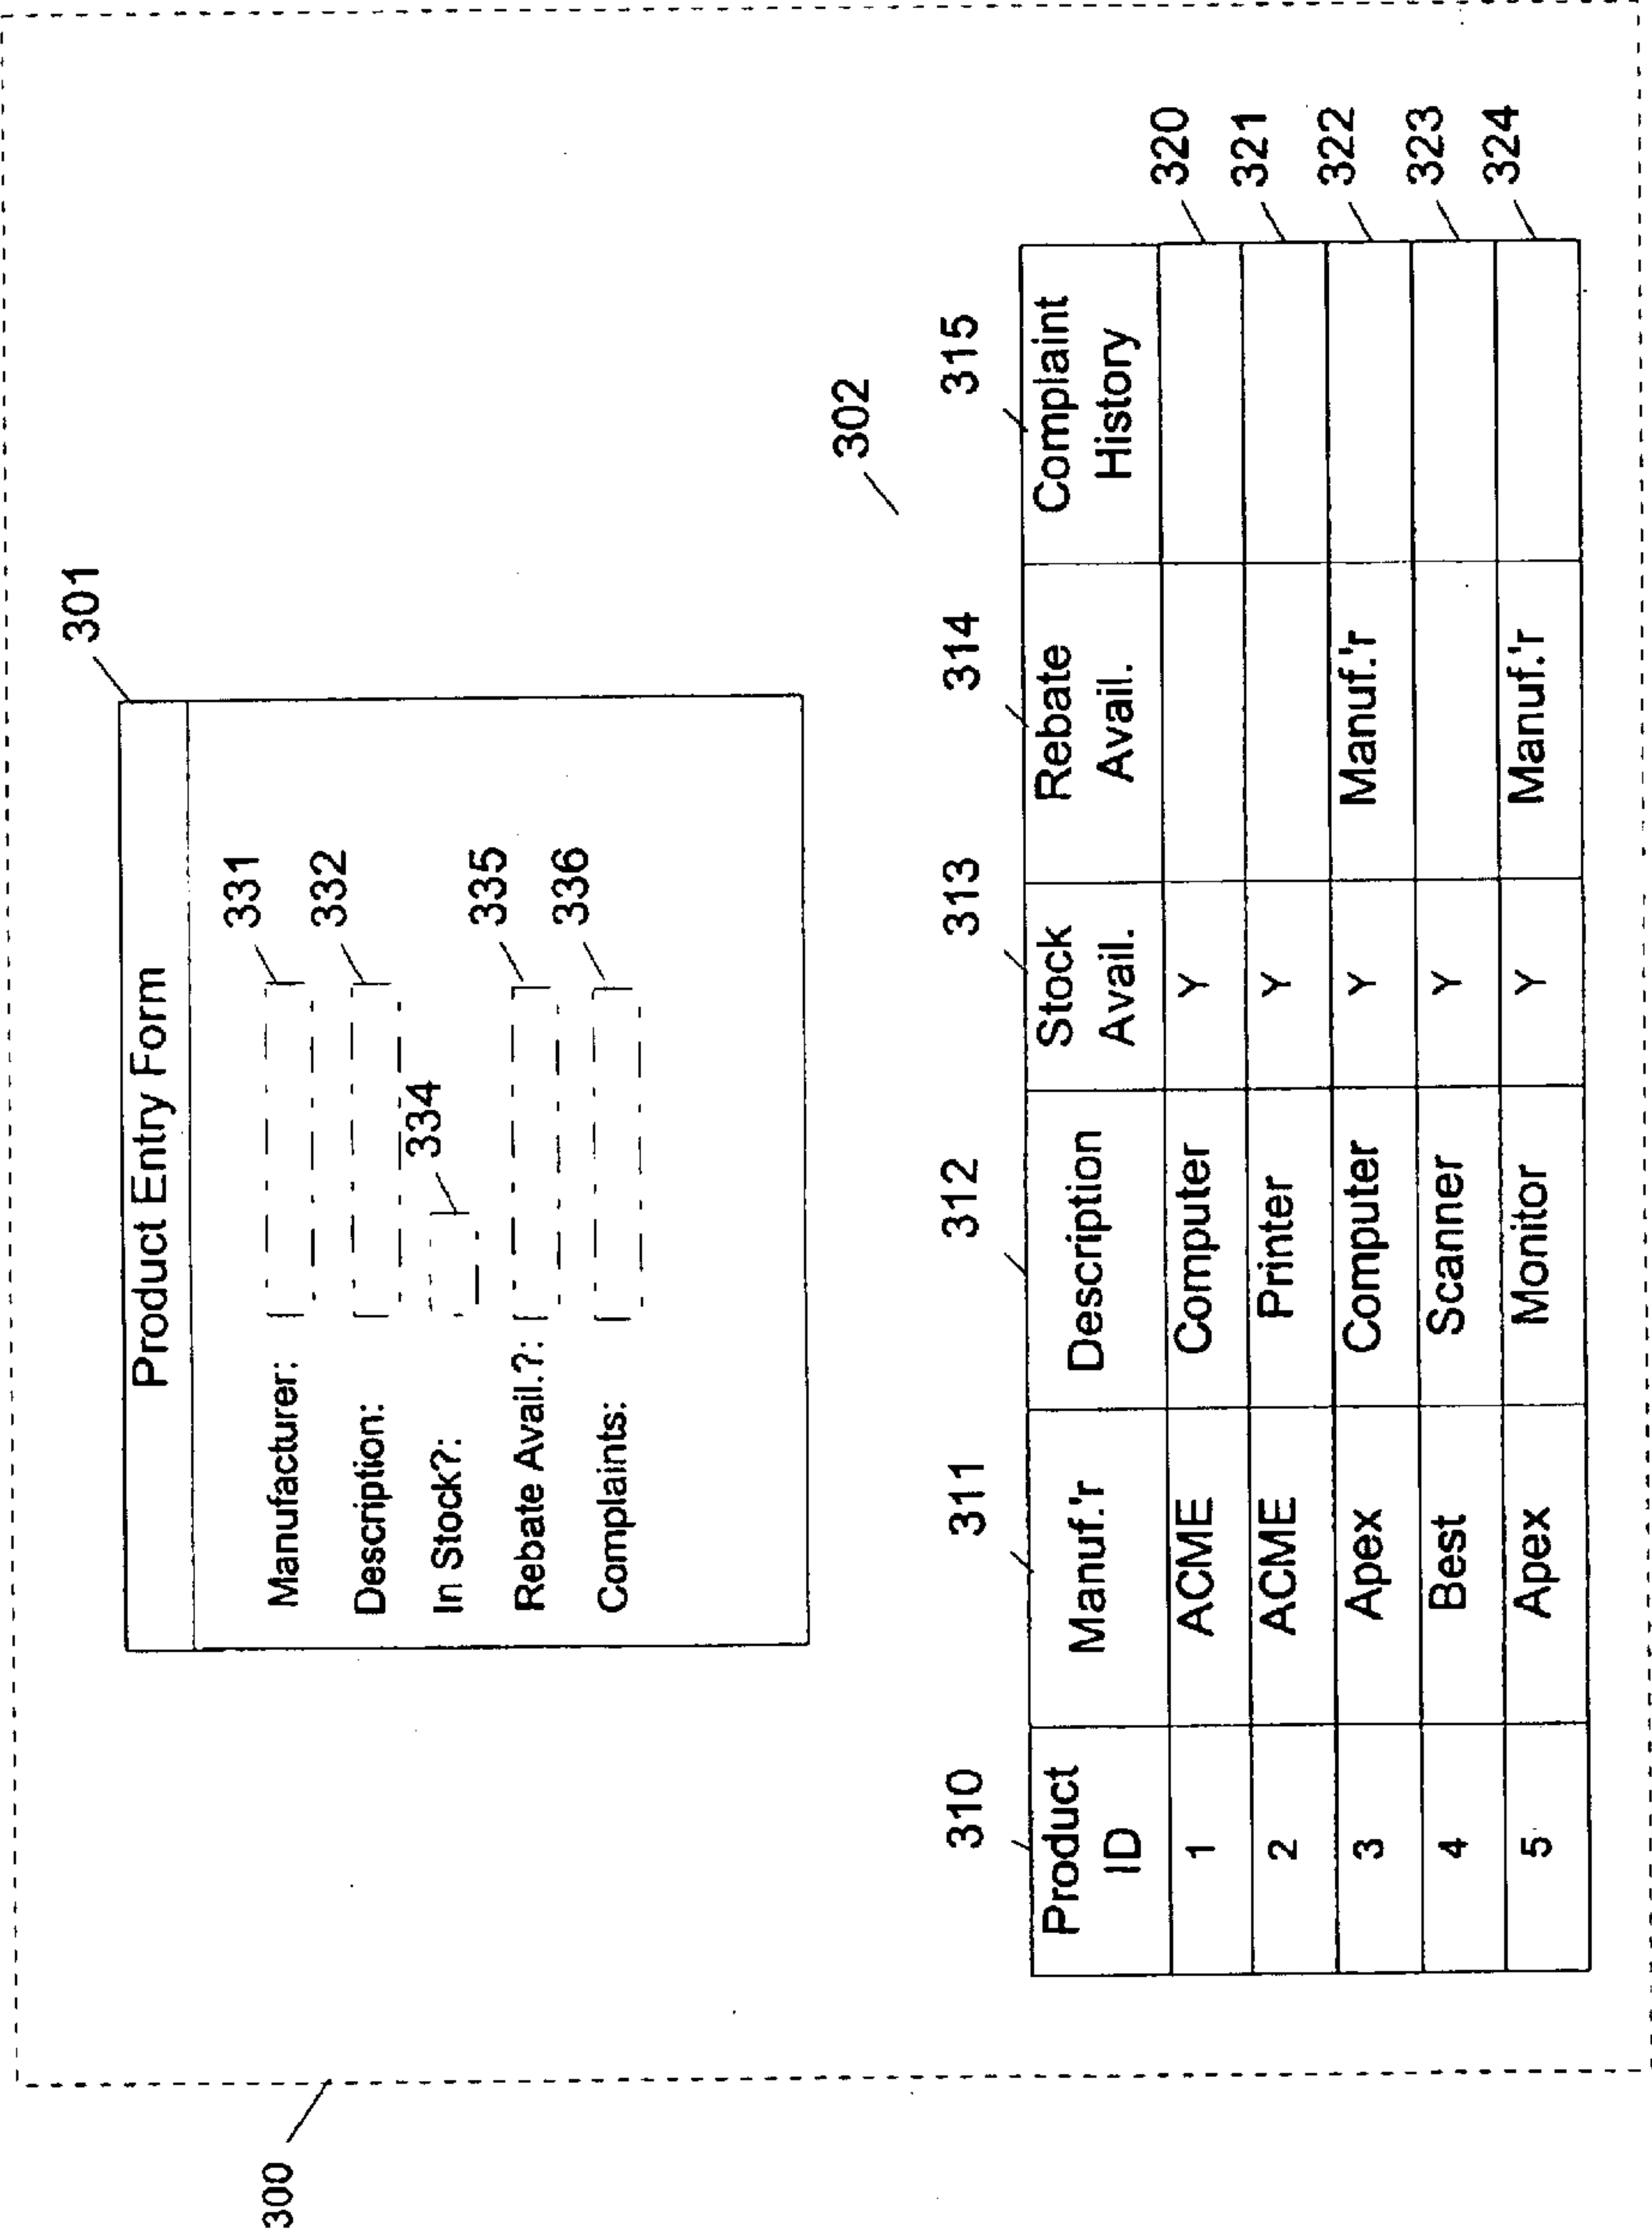 300
301
Product Entry Form
Manufacturer: 331
Description: 332
In Stock?: 334
Rebate Avail.?: 335
Complaints: 336
302
310 311 312 313 314 315
Product ID Manuf.'r Description Stock Avail. Rebate Avail. Complaint History
1 ACME Computer Y 320
2 ACME Printer Y 321
3 Apex Computer Y Manuf.'r 322
4 Best Scanner Y 323
5 Apex Monitor Y Manuf.'r 324